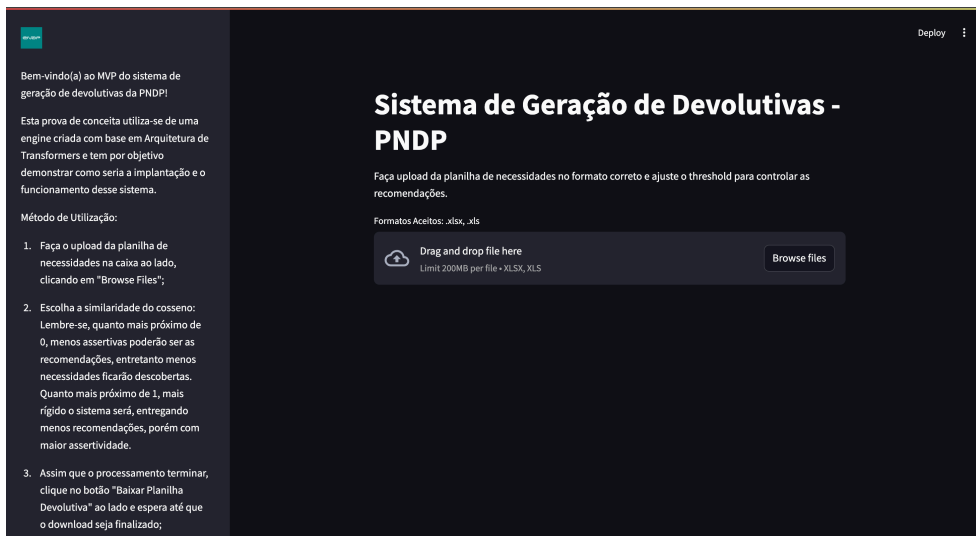 Bem-vindo(a) ao MVP do sistema de
geração de devolutivas da PNDP!
Esta prova de conceita utiliza-se de uma
engine criada com base em Arquitetura de
Transformers e tem por objetivo
demonstrar como seria a implantação e o
funcionamento desse sistema.
Método de Utilização:
1. Faça o upload da planilha de
necessidades na caixa ao lado,
clicando em "Browse Files";
2. Escolha a similaridade do cosseno:
Lembre-se, quanto mais próximo de
0, menos assertivas poderão ser as
recomendações, entretanto menos
necessidades ficarão descobertas.
Quanto mais próximo de 1, mais
rígido o sistema será, entregando
menos recomendações, porém com
maior assertividade.
3. Assim que o processamento terminar,
clique no botão "Baixar Planilha
Devolutiva" ao lado e espera até que
o download seja finalizado;
Deploy
Sistema de Geração de Devolutivas -
PNDP
Faça upload da planilha de necessidades no formato correto e ajuste o threshold para controlar as
recomendações.
Formatos Aceitos: .xlsx, .xls
Drag and drop file here
Limit 200MB per file • XLSX, XLS
Browse files